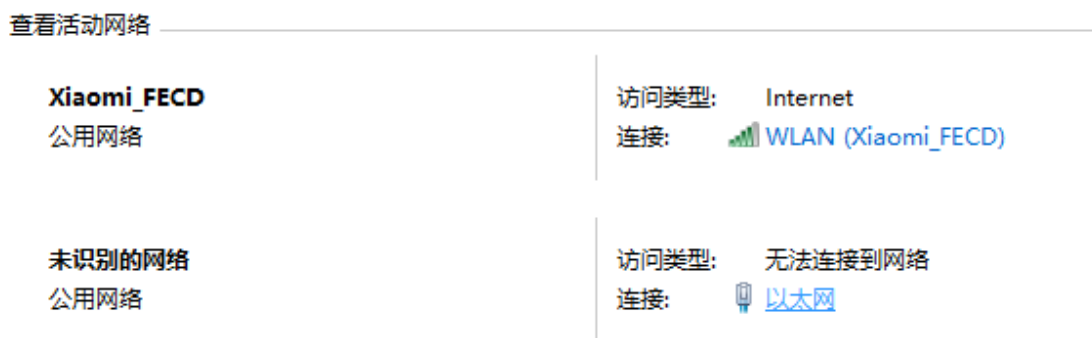 查看活动网络
Xiaomi_FECD
公用网络
访问类型: Internet
连接: WLAN (Xiaomi_FECD)
未识别的网络
公用网络
访问类型: 无法连接到网络
连接: 以太网